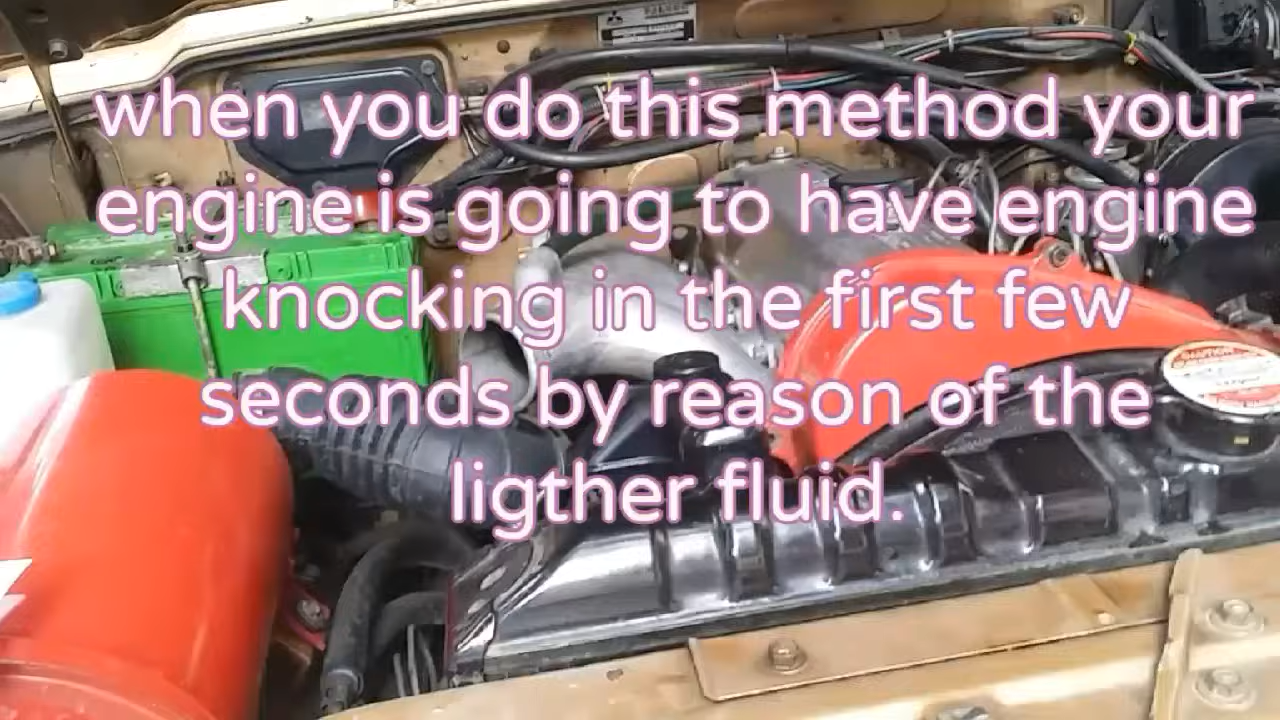 when you do this method your
engine is going to have engine
knocking in the first few
seconds by reason of the
ligther fluid.